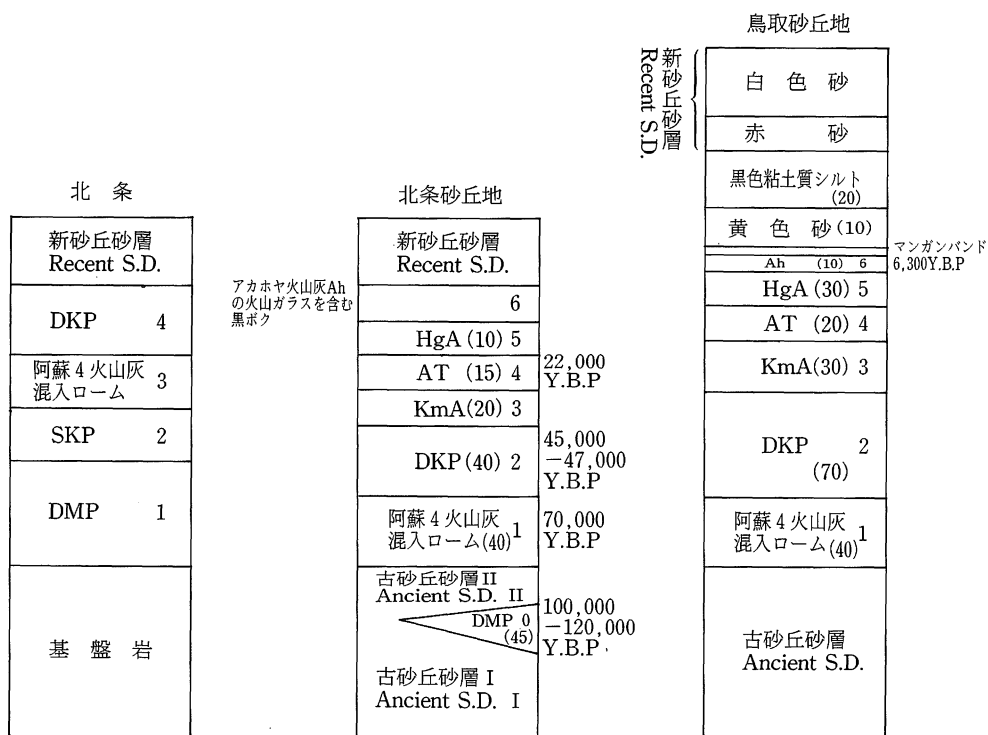 北条
新砂丘砂層
Recent S.D.
DKP 4
阿蘇4火山灰
混入ローム 3
SKP 2
DMP 1
基盤岩
北条砂丘地
新砂丘砂層
Recent S.D.
アカホヤ火山灰Ah
の火山ガラスを含む
黒ボク
6
HgA (10) 5
AT (15) 4
22,000
Y.B.P
KmA(20) 3
DKP(40) 2
45,000
－47,000
Y.B.P
阿蘇4火山灰
混入ローム(40) 1
70,000
Y.B.P
古砂丘砂層II
Ancient S.D. II
DMP 0
(45)
100,000
－120,000
Y.B.P
古砂丘砂層 I
Ancient S.D. I
鳥取砂丘地
新砂丘砂層
Recent S.D.
白色砂
赤砂
黒色粘土質シルト
(20)
黄色砂(10)
マンガンバンド
Ah (10) 6
6,300Y.B.P
HgA (30) 5
AT (20) 4
KmA(30) 3
DKP 2
(70)
阿蘇4火山灰
混入ローム(40) 1
古砂丘砂層
Ancient S.D.